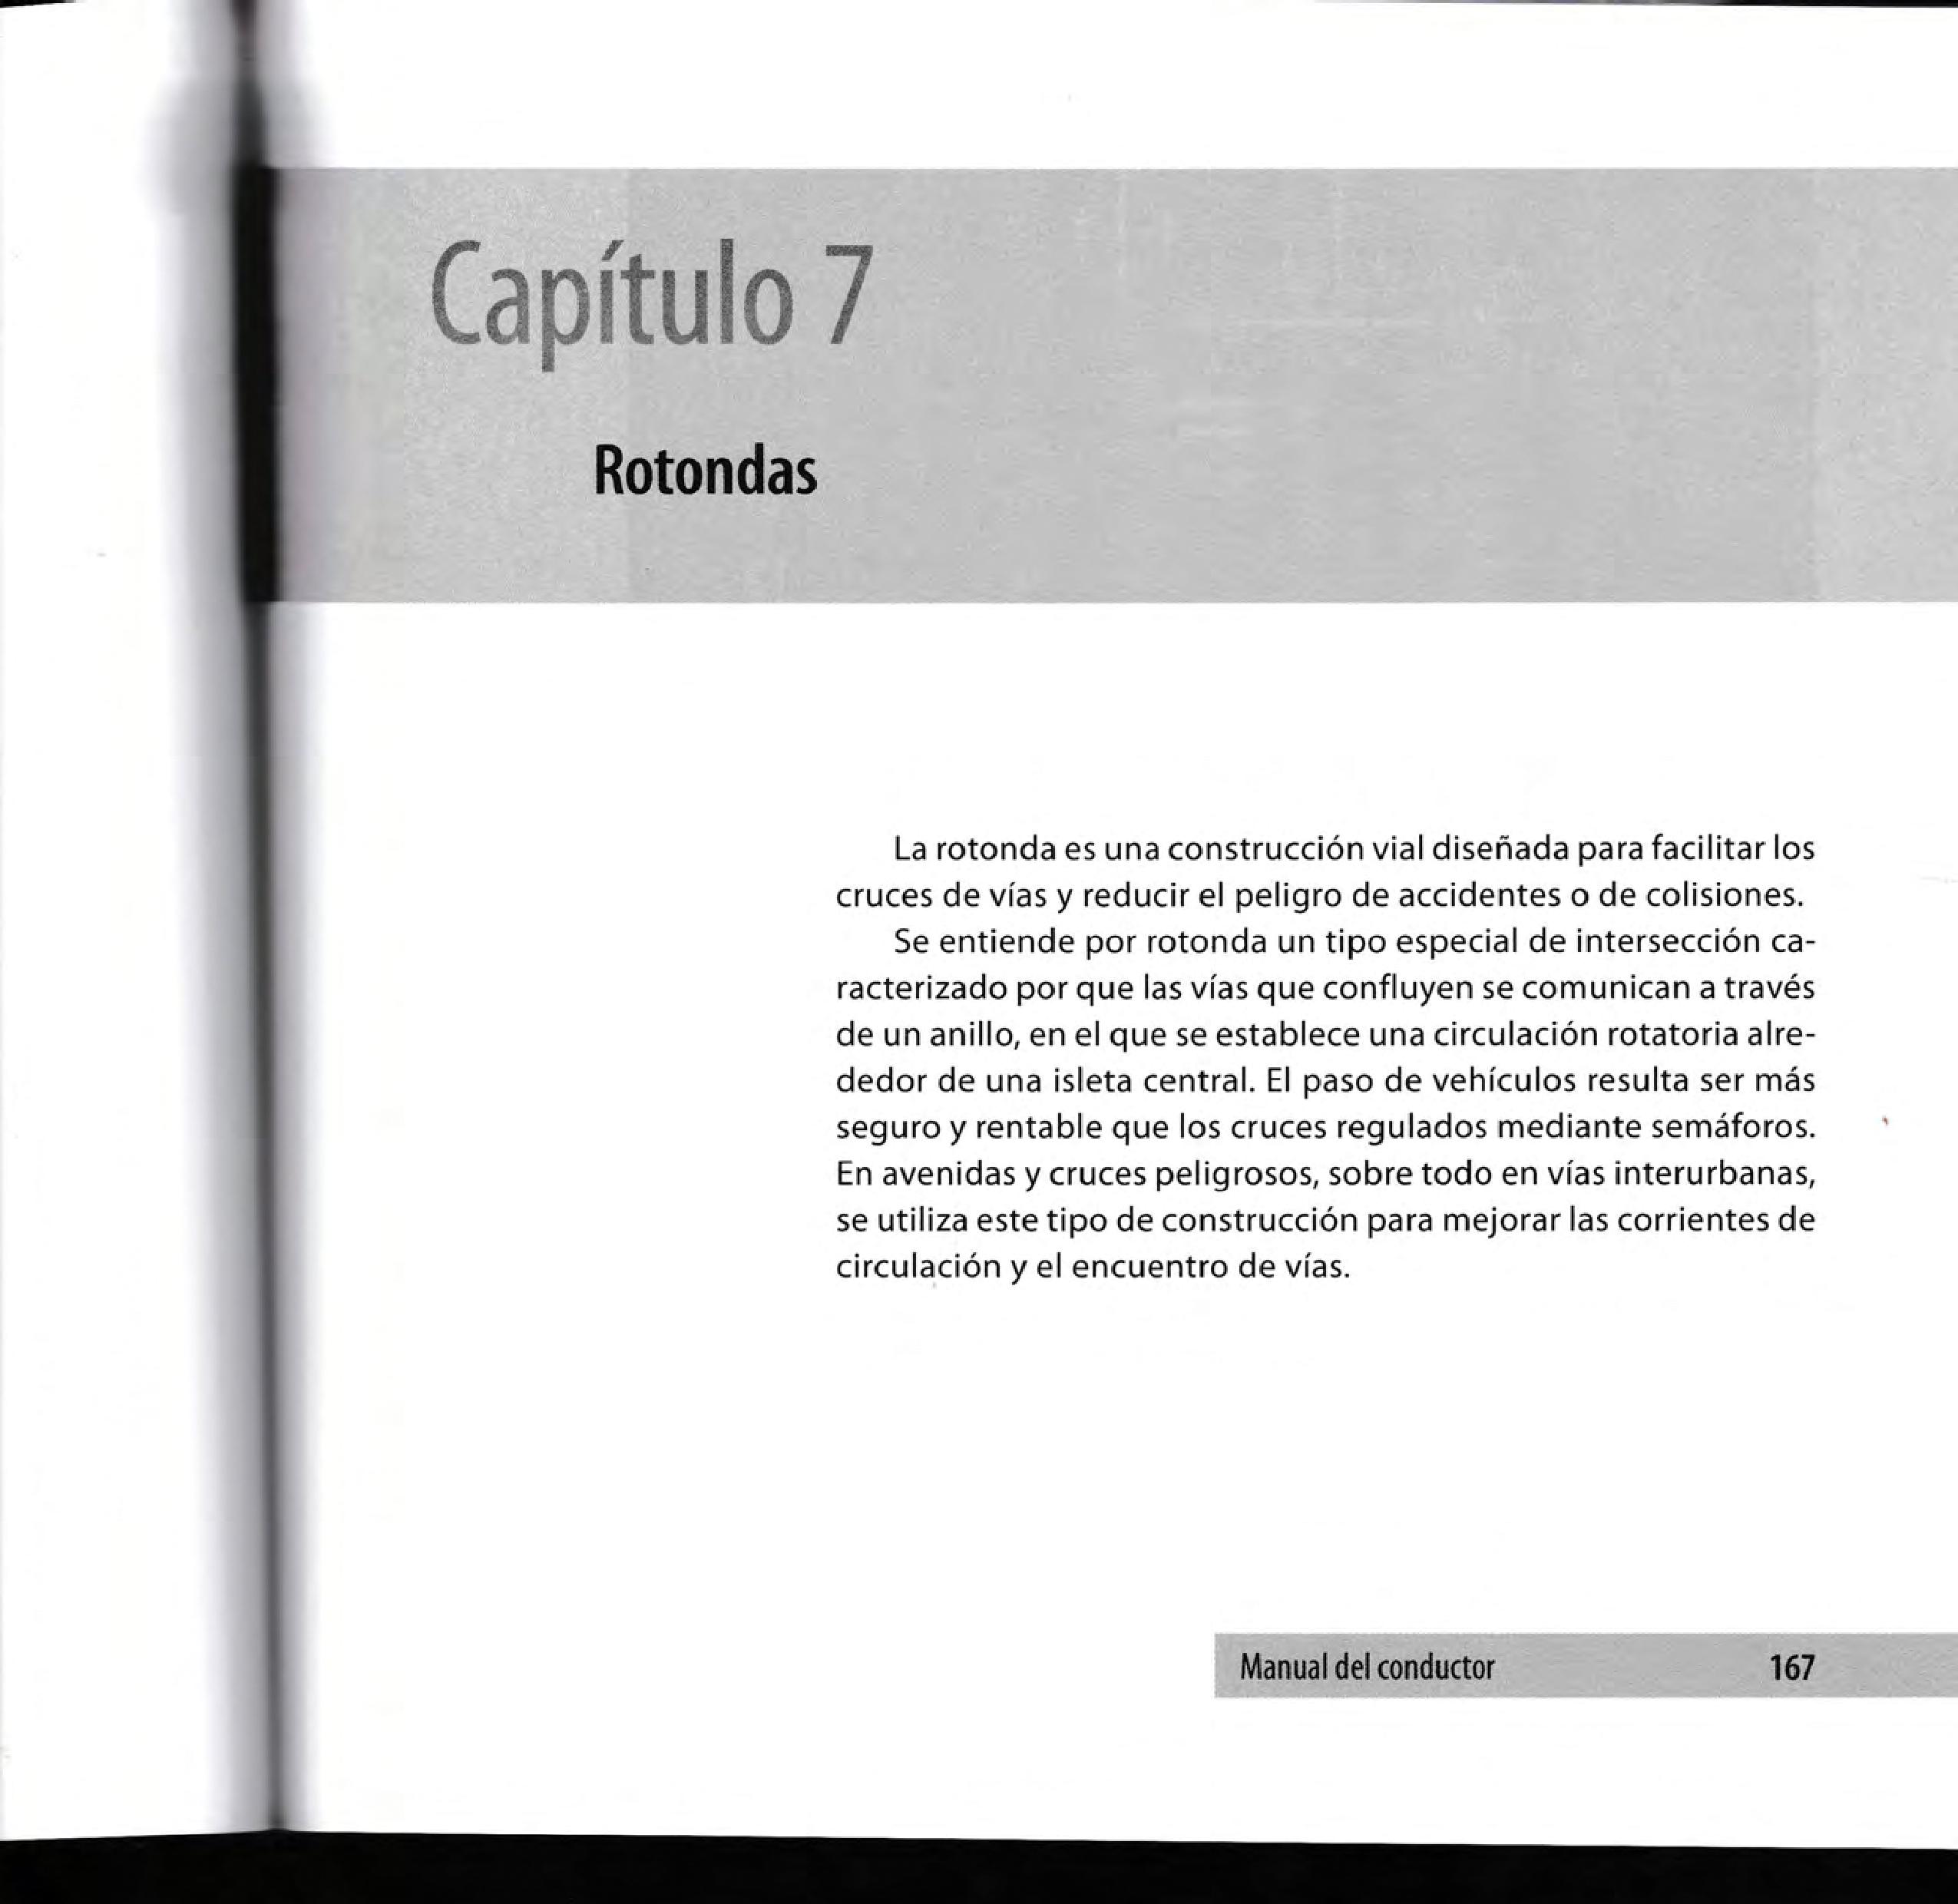 Capítulo 7
Rotondas
La rotonda es una construcción vial diseñada para facilitar los
cruces de vías y reducir el peligro de accidentes o de colisiones.
Se entiende por rotonda un tipo especial de intersección ca-
racterizado por que las vías que confluyen se comunican a través
de un anillo, en el que se establece una circulación rotatoria alre-
dedor de una isleta central. El paso de vehículos resulta ser más
seguro y rentable que los cruces regulados mediante semáforos.
En avenidas y cruces peligrosos, sobre todo en vías interurbanas,
se utiliza este tipo de construcción para mejorar las corrientes de
circulación y el encuentro de vías.
Manual del conductor 167